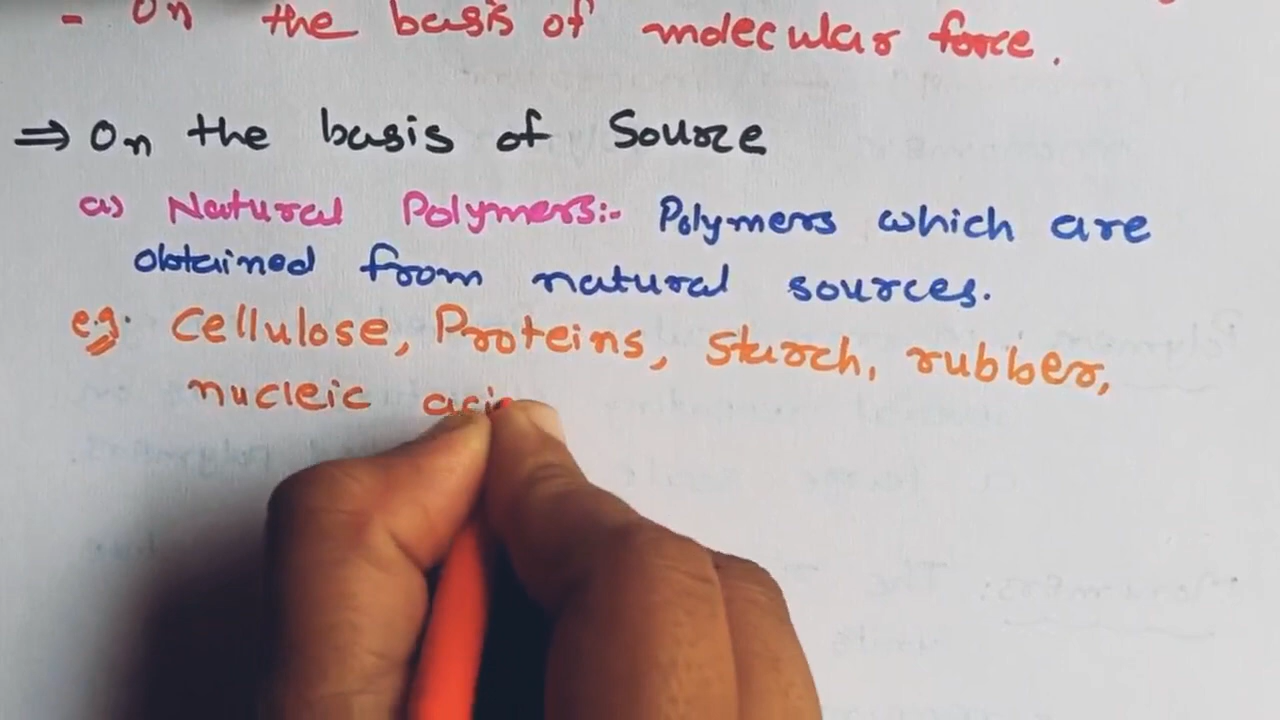 - On the basis of molecular force.
⇒ On the basis of Source
a) Natural Polymers:- Polymers which are
obtained from natural sources.
e.g. Cellulose, Proteins, Starch, rubber,
nucleic aci